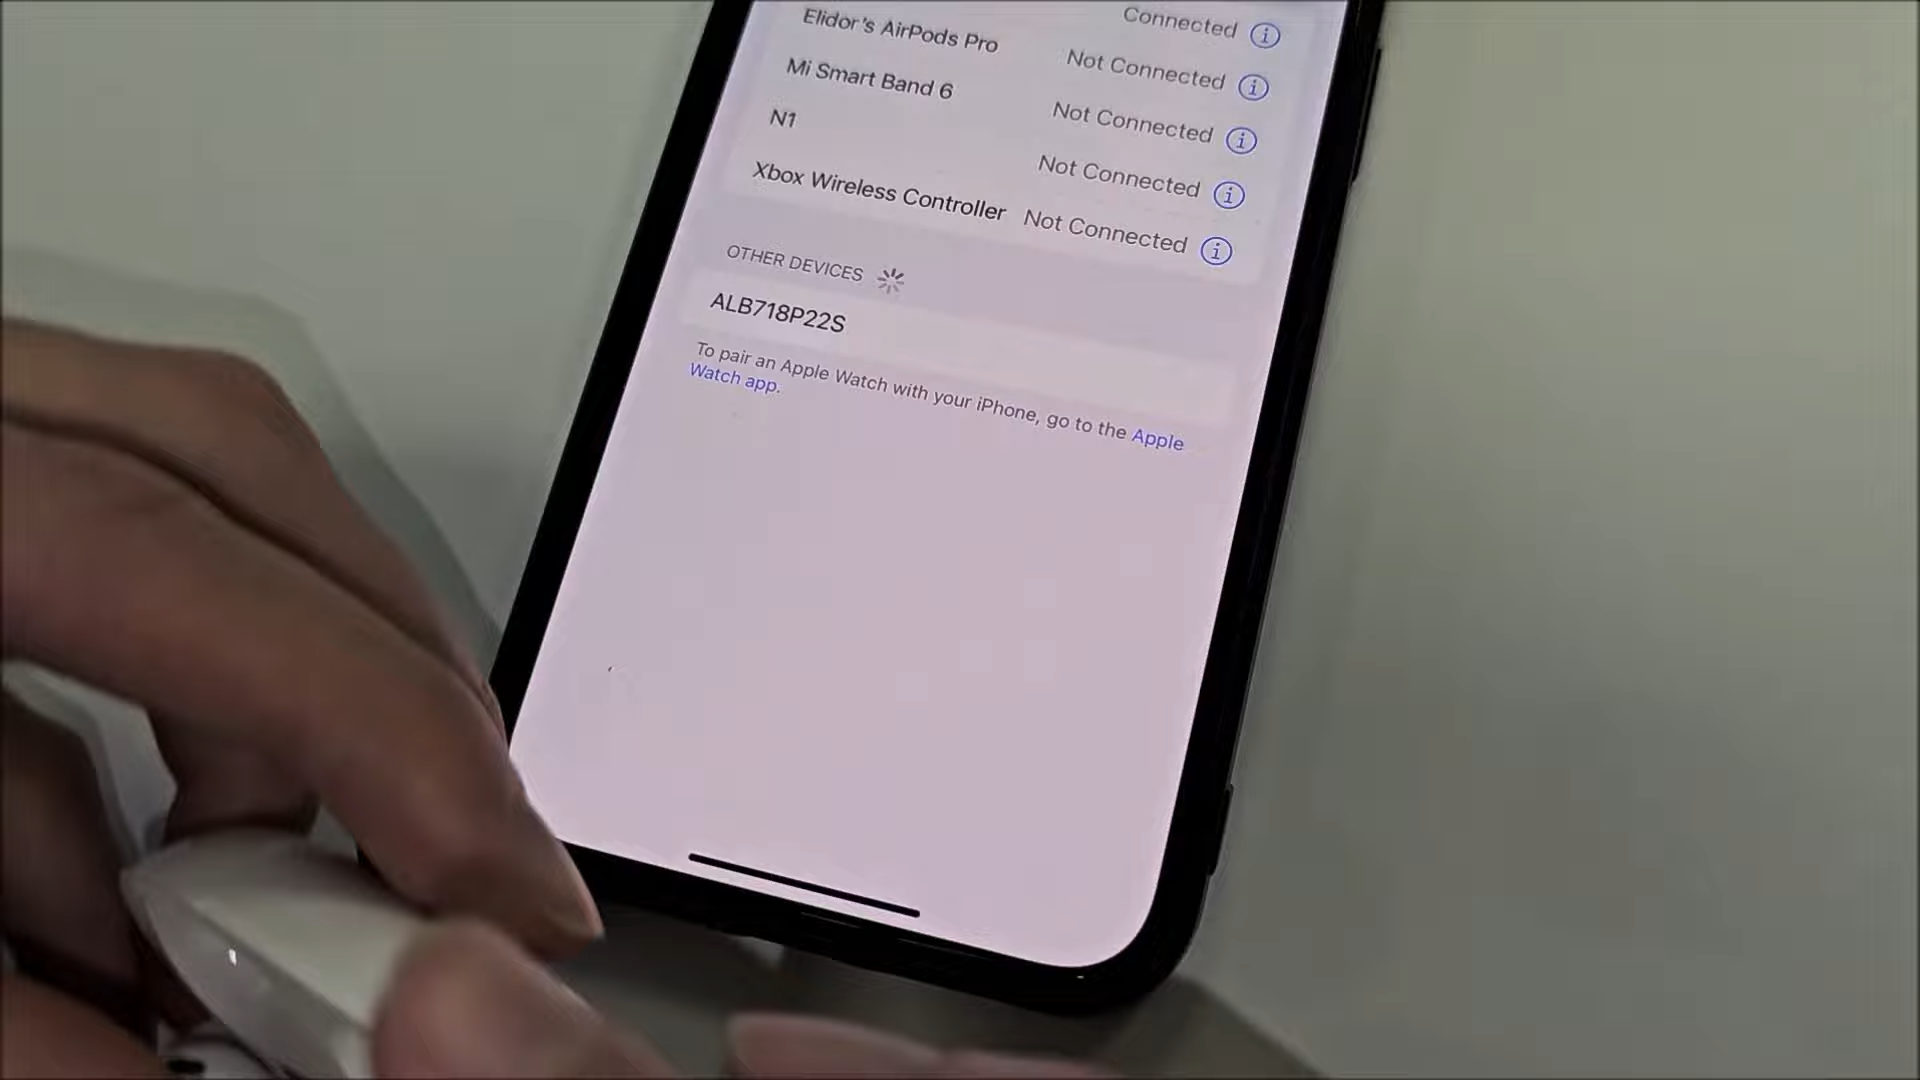 Connected
Elidor's AirPods Pro Not Connected
Mi Smart Band 6 Not Connected
N1 Not Connected
Xbox Wireless Controller Not Connected
OTHER DEVICES
ALB718P22S
To pair an Apple Watch with your iPhone, go to the Apple
Watch app.